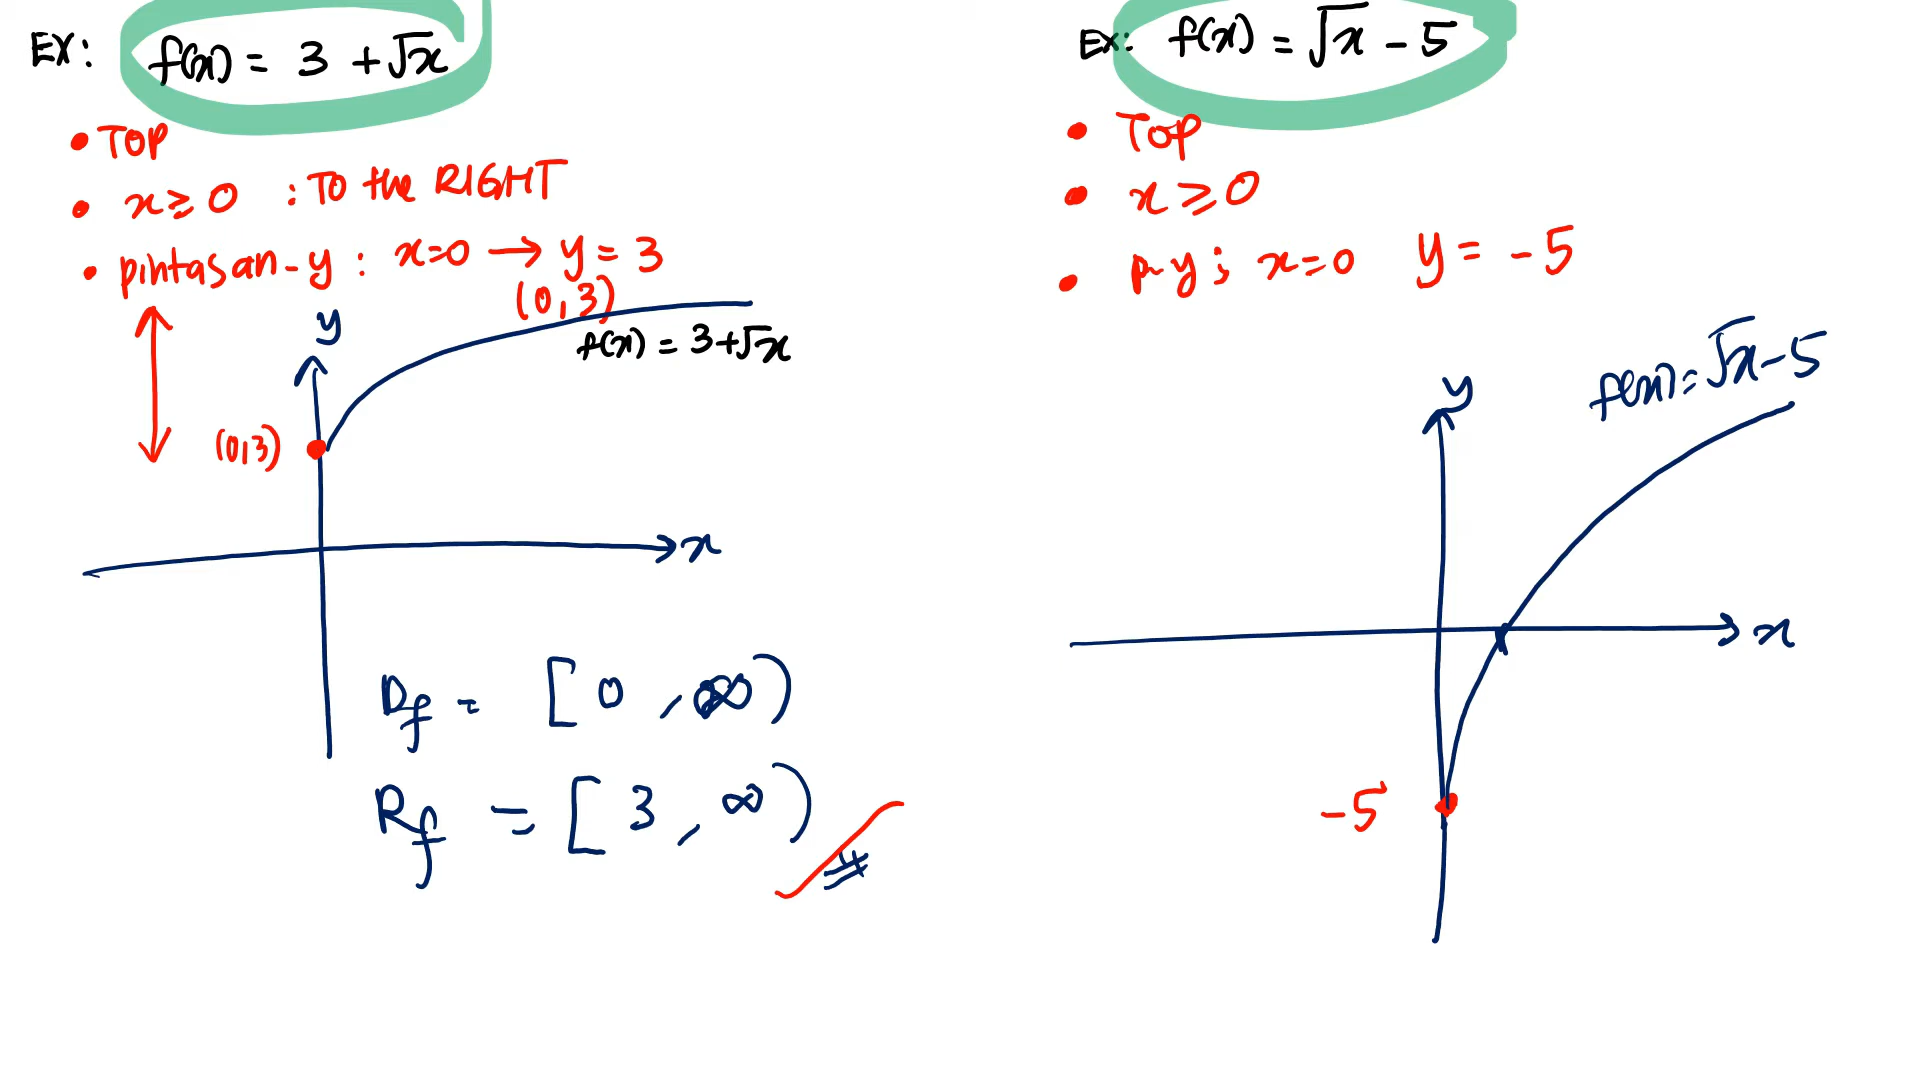 EX: f(x) = 3 + √x
• TOP
• x ≥ 0 : TO the RIGHT
• pintasan-y : x=0 → y = 3
(0,3)
y
f(x) = 3+√x
(0,3)
x
Df = [0, ∞)
Rf = [3, ∞)
Ex: f(x) = √x - 5
• TOP
• x ≥ 0
• p-y ; x=0 y = -5
f(x) = √x-5
y
x
-5